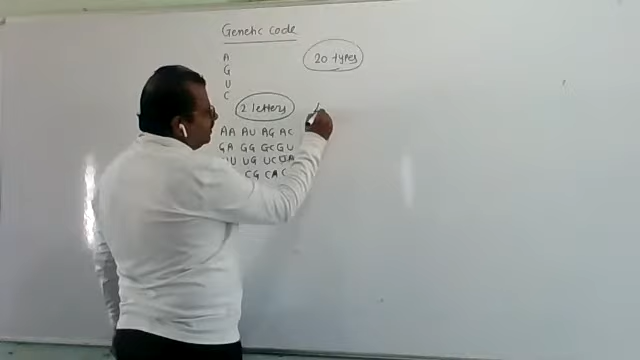 Genetic code
20 types
A
G
U
C
2 letters
AA AU AG AC
GA GG GC GU
UU UG UC UA
CG CA C